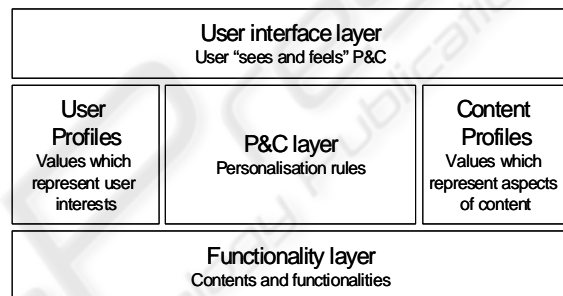 User interface layer
User “sees and feels” P&C
User
Profiles
Values which
represent user
interests
P&C layer
Personalisation rules
Content
Profiles
Values which
represent aspects
of content
Functionality layer
Contents and functionalities